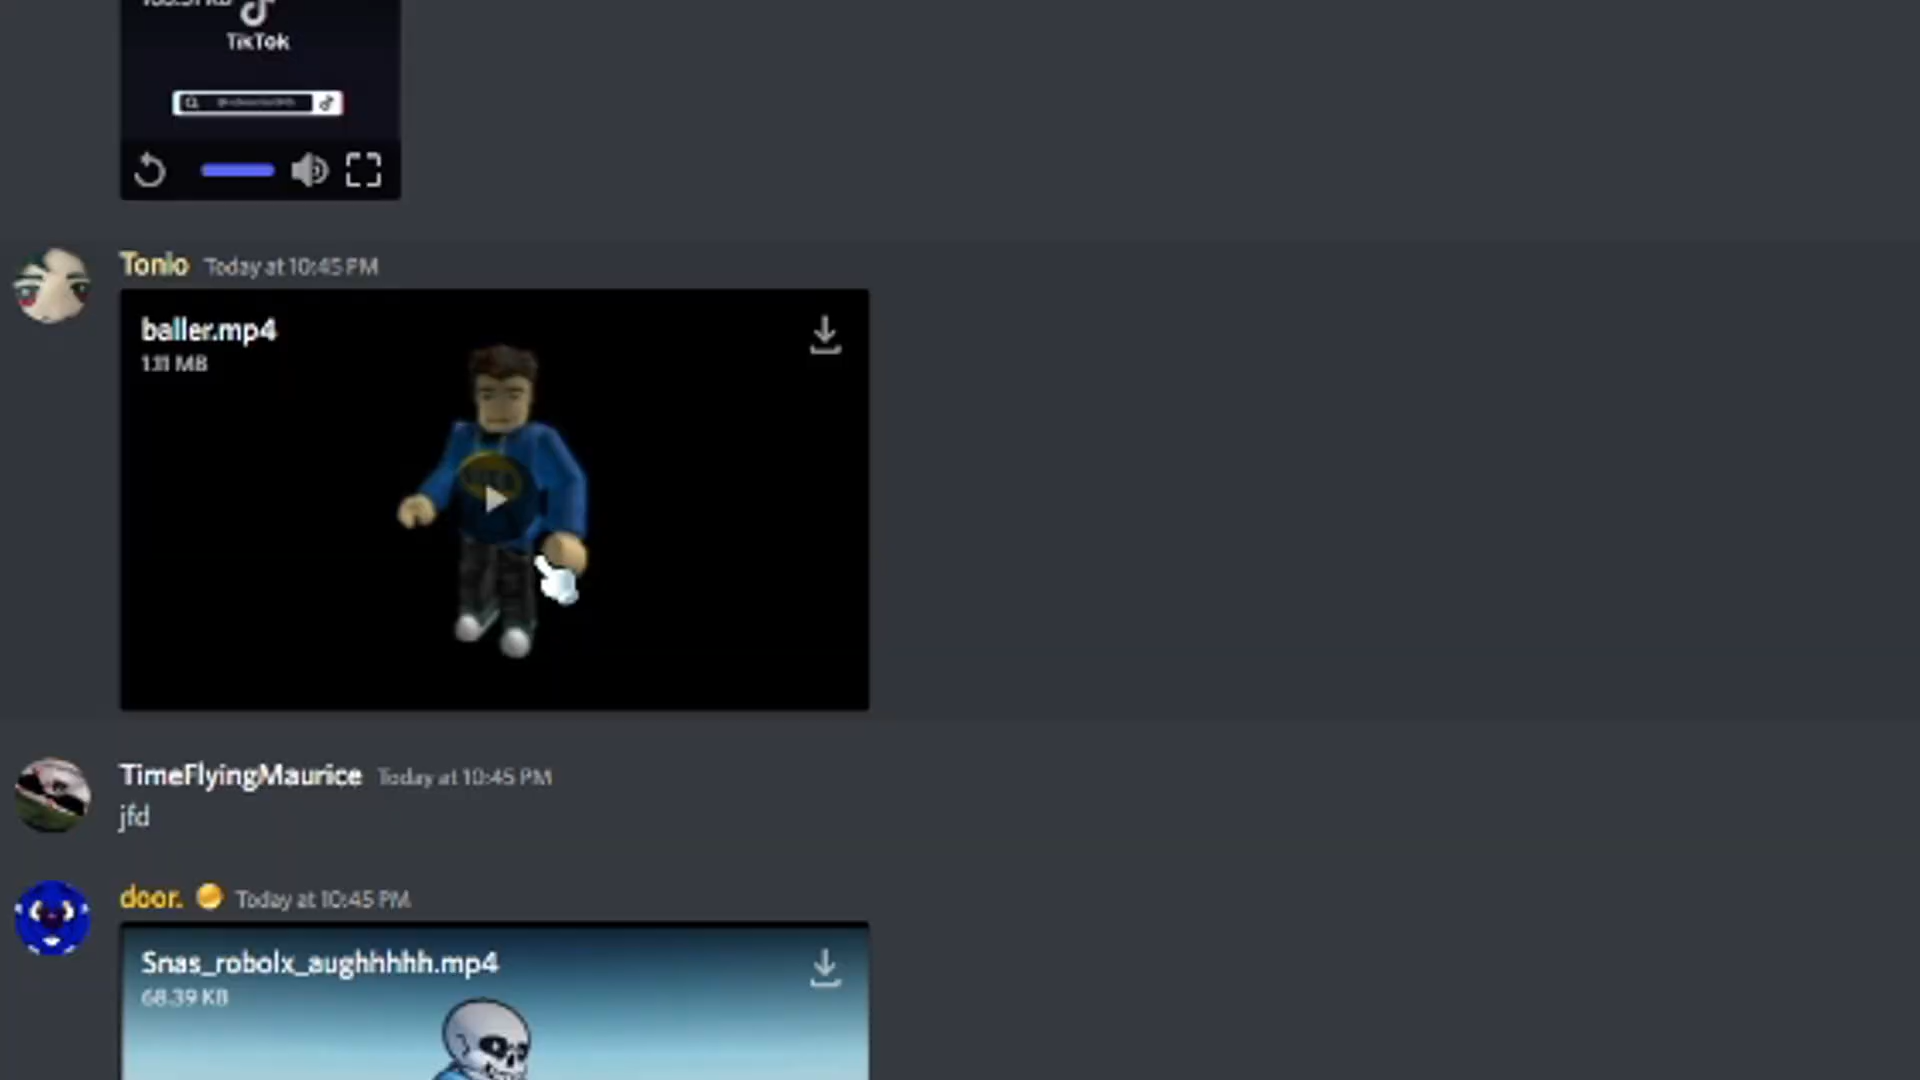 TikTok
Tonio Today at 10:45 PM
baller.mp4
1.11 MB
TimeFlyingMaurice Today at 10:45 PM
jfd
door. Today at 10:45 PM
Snas_robolx_aughhhhh.mp4
68.39 KB